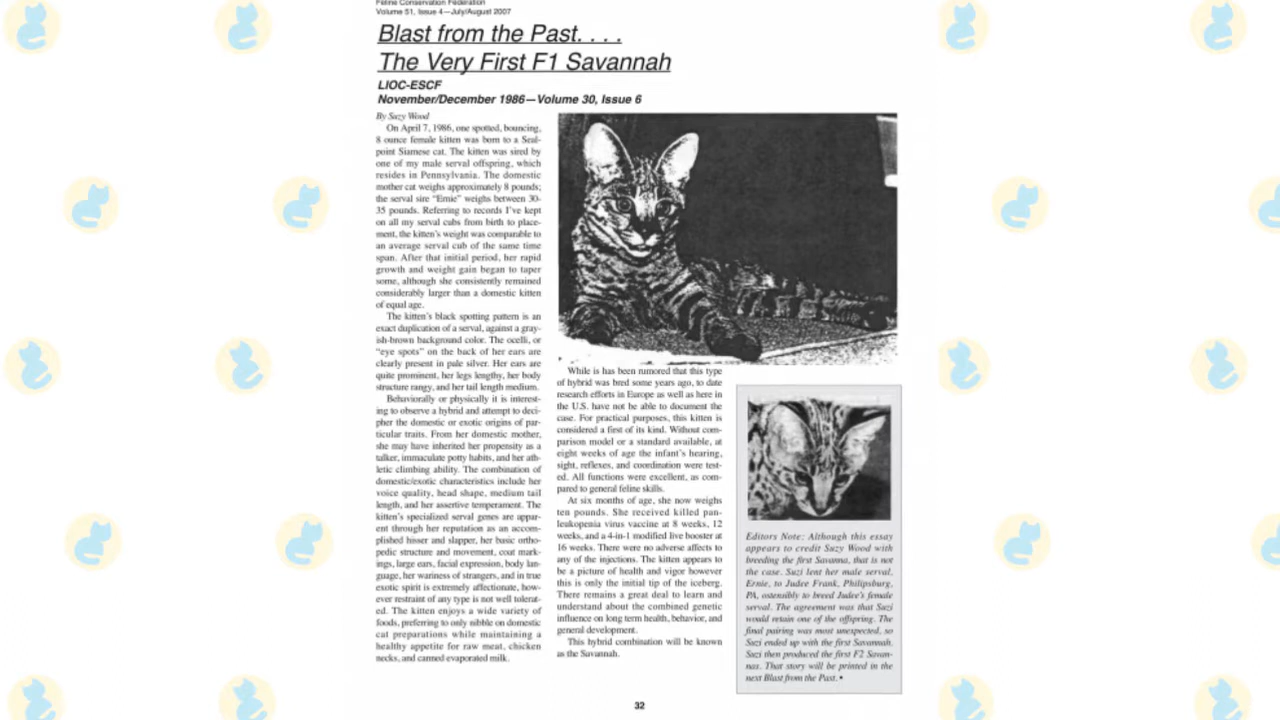 Feline Conservation Federation
Volume 51, Issue 4—July/August 2007
Blast from the Past. . . .
The Very First F1 Savannah
LIOC-ESCF
November/December 1986—Volume 30, Issue 6
By Suzy Wood
On April 7, 1986, one spotted, bouncing,
8 ounce female kitten was born to a Seal-
point Siamese cat. The kitten was sired by
one of my male serval offspring, which
resides in Pennsylvania. The domestic
mother cat weighs approximately 8 pounds;
the serval sire "Ernie" weighs between 30-
35 pounds. Referring to records I've kept
on all my serval cubs from birth to place-
ment, the kitten's weight was comparable to
an average serval cub of the same time
span. After that initial period, her rapid
growth and weight gain began to taper
some, although she consistently remained
considerably larger than a domestic kitten
of equal age.
The kitten's black spotting pattern is an
exact duplication of a serval, against a gray-
ish-brown background color. The ocelli, or
"eye spots" on the back of her ears are
clearly present in pale silver. Her ears are
quite prominent, her legs lengthy, her body
structure rangy, and her tail length medium.
Behaviorally or physically it is interest-
ing to observe a hybrid and attempt to deci-
pher the domestic or exotic origins of par-
ticular traits. From her domestic mother,
she may have inherited her propensity as a
talker, immaculate potty habits, and her ath-
letic climbing ability. The combination of
domestic/exotic characteristics include her
voice quality, head shape, medium tail
length, and her assertive temperament. The
kitten's specialized serval genes are appar-
ent through her reputation as an accom-
plished hisser and slapper, her basic ortho-
pedic structure and movement, coat mark-
ings, large ears, facial expression, body lan-
guage, her wariness of strangers, and in true
exotic spirit is extremely affectionate, how-
ever restraint of any type is not well tolerat-
ed. The kitten enjoys a wide variety of
foods, preferring to only nibble on domestic
cat preparations while maintaining a
healthy appetite for raw meat, chicken
necks, and canned evaporated milk.
While is has been rumored that this type
of hybrid was bred some years ago, to date
research efforts in Europe as well as here in
the U.S. have not be able to document the
case. For practical purposes, this kitten is
considered a first of its kind. Without com-
parison model or a standard available, at
eight weeks of age the infant's hearing,
sight, reflexes, and coordination were test-
ed. All functions were excellent, as com-
pared to general feline skills.
At six months of age, she now weighs
ten pounds. She received killed pan-
leukopenia virus vaccine at 8 weeks, 12
weeks, and a 4-in-1 modified live booster at
16 weeks. There were no adverse affects to
any of the injections. The kitten appears to
be a picture of health and vigor however
this is only the initial tip of the iceberg.
There remains a great deal to learn and
understand about the combined genetic
influence on long term health, behavior, and
general development.
This hybrid combination will be known
as the Savannah.
Editors Note: Although this essay
appears to credit Suzy Wood with
breeding the first Savanna, that is not
the case. Suzi lent her male serval,
Ernie, to Judee Frank, Philipsburg,
PA, ostensibly to breed Judee's female
serval. The agreement was that Suzi
would retain one of the offspring. The
final pairing was most unexpected, so
Suzi ended up with the first Savannah.
Suzi then produced the first F2 Savan-
nas. That story will be printed in the
next Blast from the Past. •
32